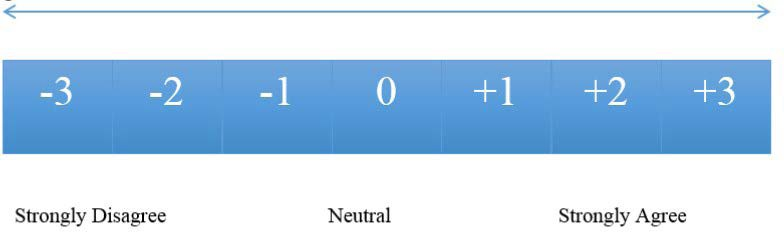 -3 -2 -1 0 +1 +2 +3
Strongly Disagree Neutral Strongly Agree